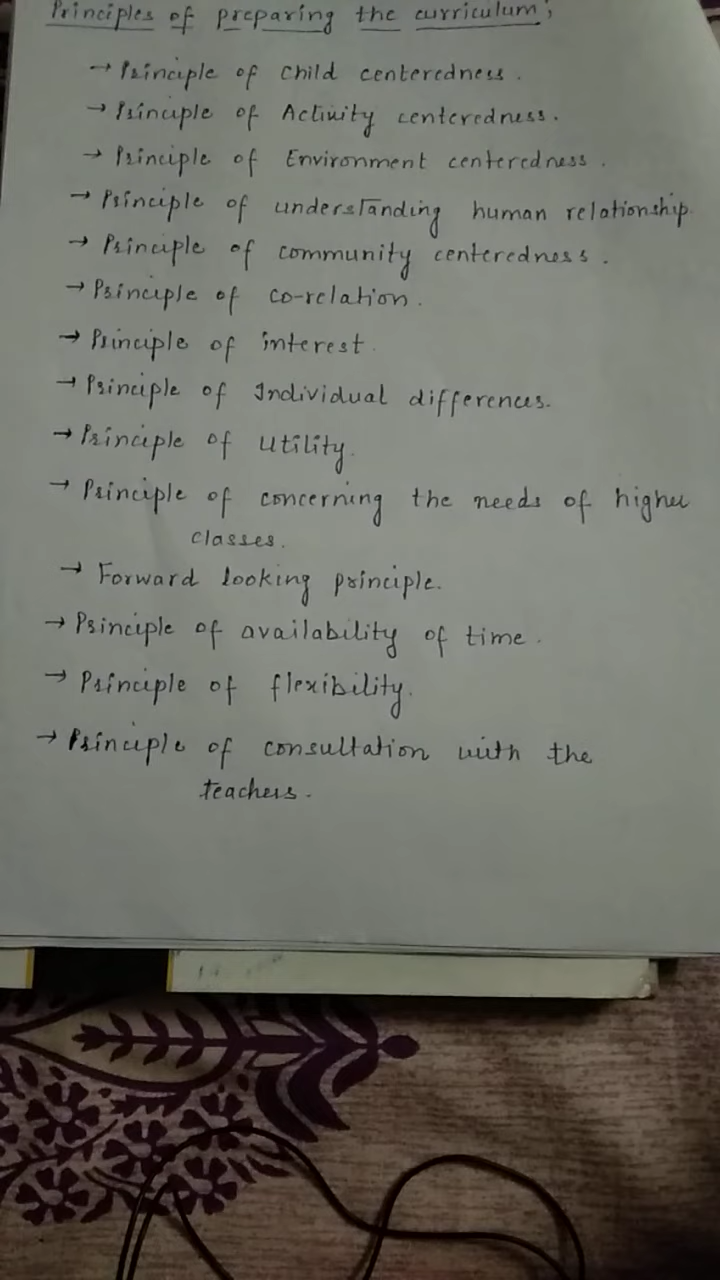 Principles of preparing the curriculum;
→ Principle of child centeredness.
→ Principle of Activity centeredness.
→ Principle of Environment centeredness.
→ Principle of understanding human relationship.
→ Principle of community centeredness.
→ Principle of co-relation.
→ Principle of interest.
→ Principle of Individual differences.
→ Principle of Utility.
→ Principle of concerning the needs of higher
classes.
→ Forward looking principle.
→ Principle of availability of time.
→ Principle of flexibility.
→ Principle of consultation with the
teachers.